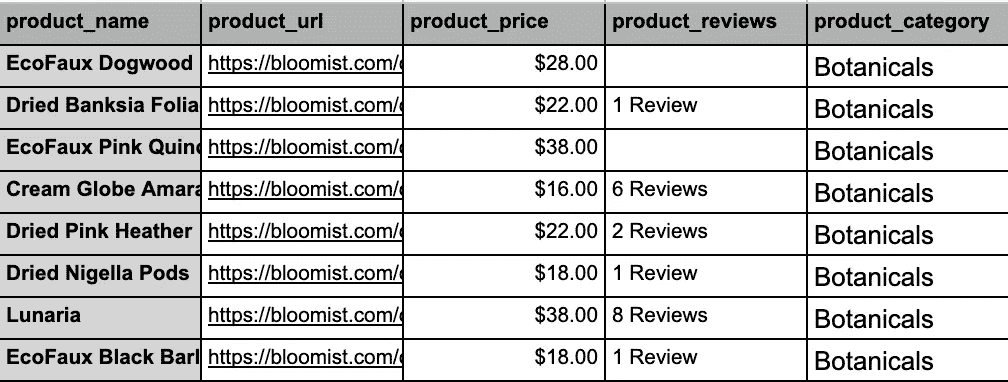 product_name product_url product_price product_reviews product_category
EcoFaux Dogwood https://bloomist.com/ $28.00 Botanicals
Dried Banksia Folia https://bloomist.com/ $22.00 1 Review Botanicals
EcoFaux Pink Quin https://bloomist.com/ $38.00 Botanicals
Cream Globe Amara https://bloomist.com/ $16.00 6 Reviews Botanicals
Dried Pink Heather https://bloomist.com/ $22.00 2 Reviews Botanicals
Dried Nigella Pods https://bloomist.com/ $18.00 1 Review Botanicals
Lunaria https://bloomist.com/ $38.00 8 Reviews Botanicals
EcoFaux Black Barl https://bloomist.com/ $18.00 1 Review Botanicals